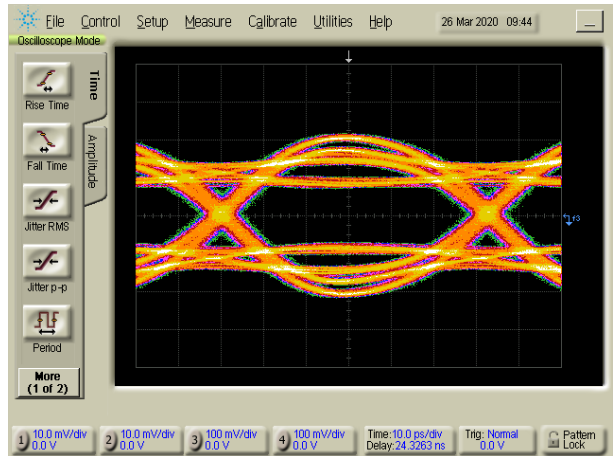 File Control Setup Measure Calibrate Utilities Help 26 Mar 2020 09:44
Oscilloscope Mode
Time
Amplitude
Rise Time
Fall Time
Jitter RMS
Jitter p-p
Period
More
(1 of 2)
f3
1 10.0 mV/div 2 10.0 mV/div 3 100 mV/div 4 100 mV/div Time:10.0 ps/div Trig: Normal Pattern
0.0 V 0.0 V 0.0 V 0.0 V Delay:24.3263 ns 0.0 V Lock